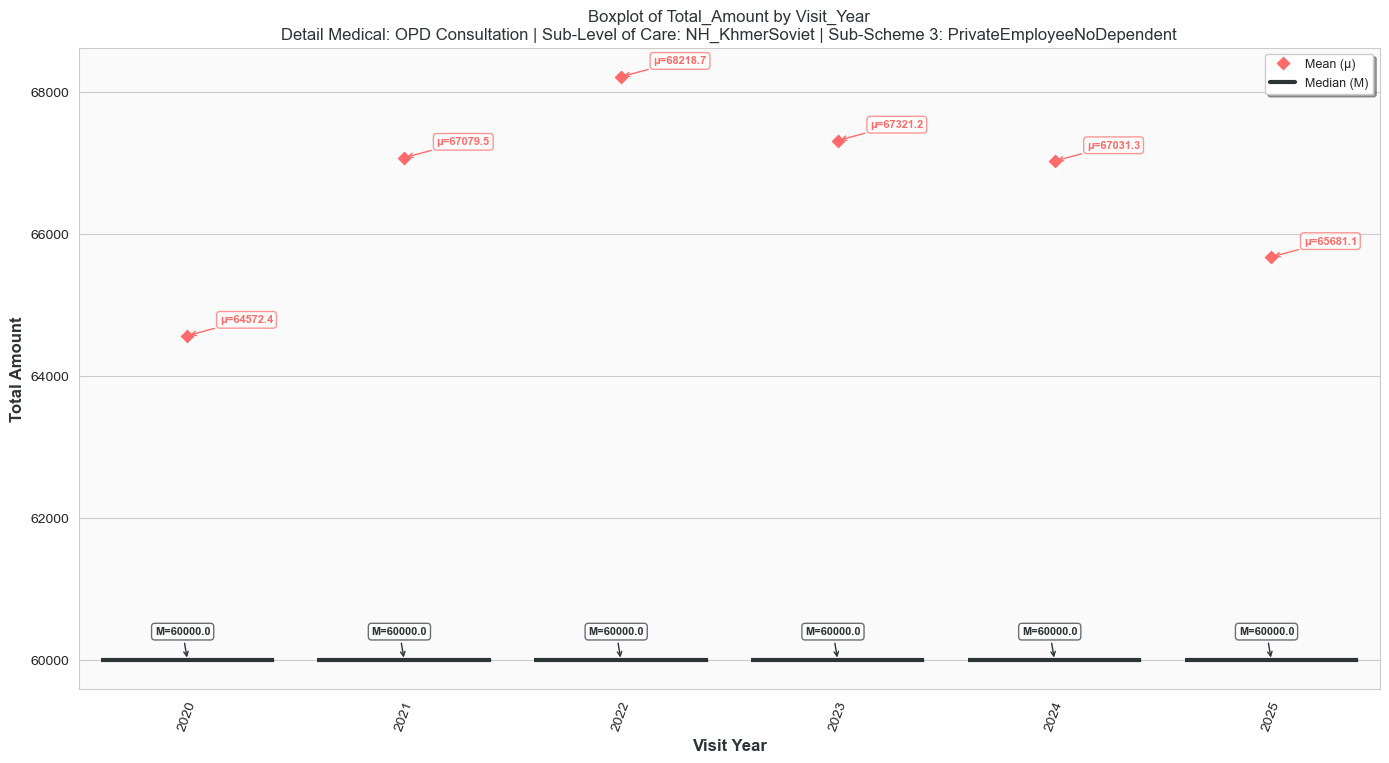 Boxplot of Total_Amount by Visit_Year
Detail Medical: OPD Consultation | Sub-Level of Care: NH_KhmerSoviet | Sub-Scheme 3: PrivateEmployeeNoDependent
Mean (μ)
Median (M)
Total Amount
68000
66000
64000
62000
60000
μ=64572.4
μ=67079.5
μ=68218.7
μ=67321.2
μ=67031.3
μ=65681.1
M=60000.0
M=60000.0
M=60000.0
M=60000.0
M=60000.0
M=60000.0
2020
2021
2022
2023
2024
2025
Visit Year